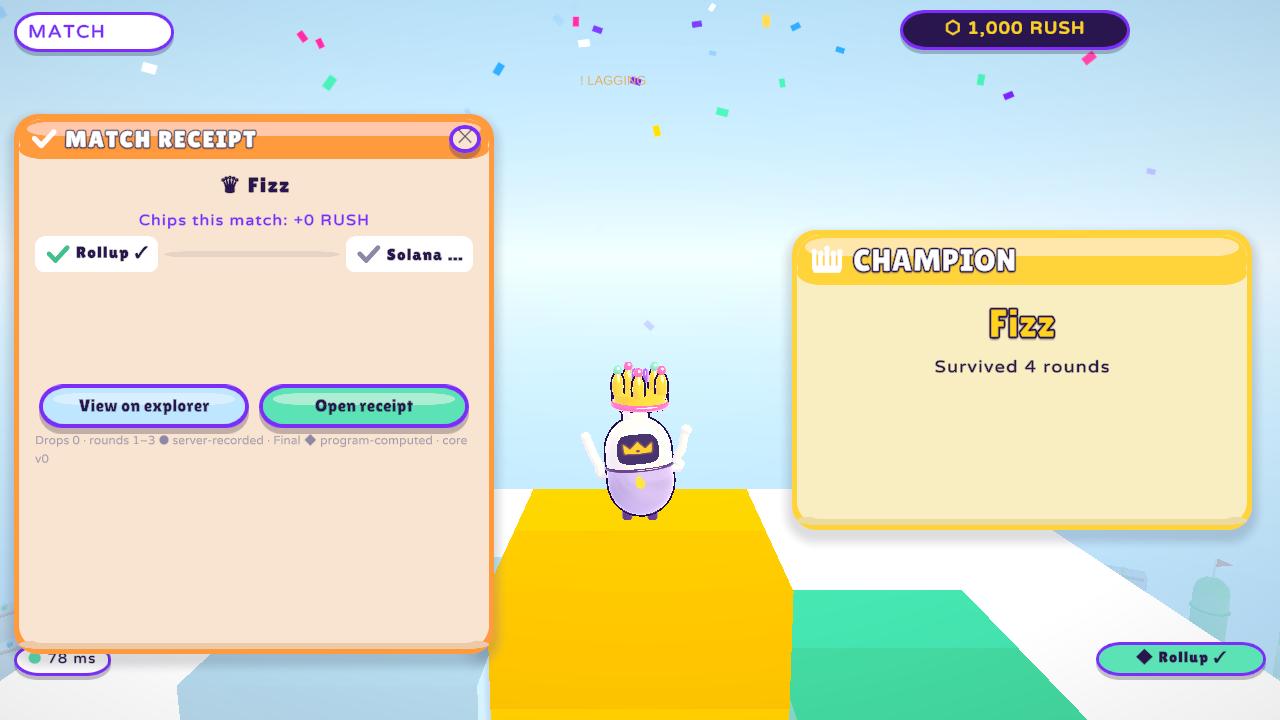 MATCH
1,000 RUSH
! LAGGING
MATCH RECEIPT
Fizz
Chips this match: +0 RUSH
Rollup ✓
Solana ...
View on explorer
Open receipt
Drops 0 · rounds 1–3 ● server-recorded · Final ◆ program-computed · core
v0
CHAMPION
Fizz
Survived 4 rounds
78 ms
◆ Rollup ✓